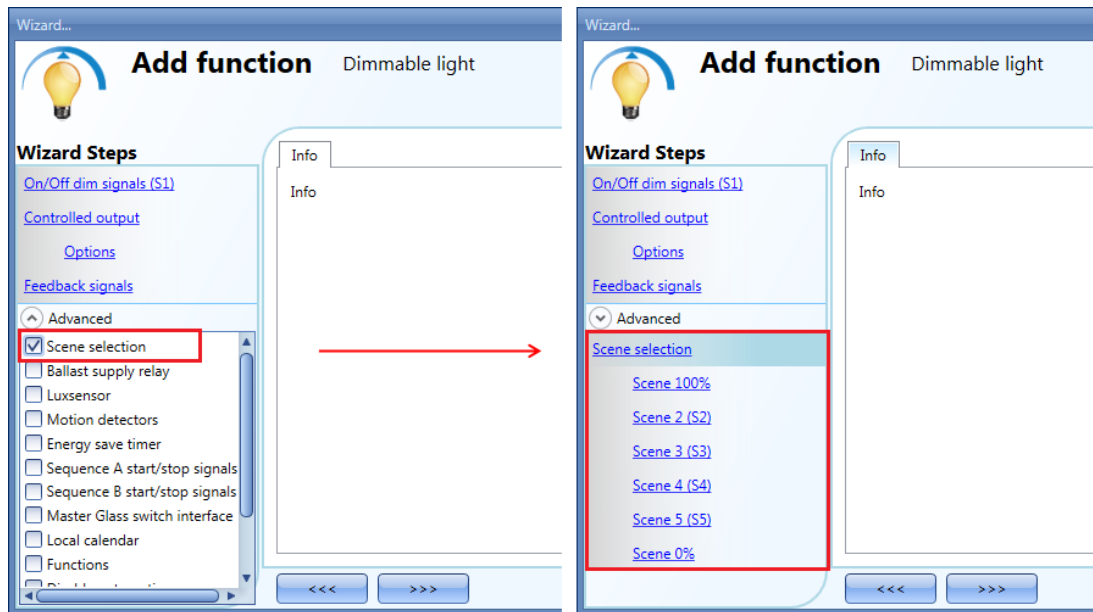 Wizard...
Add function Dimmable light
Wizard Steps
On/Off dim signals (S1)
Controlled output
Options
Feedback signals
Advanced
Scene selection
Ballast supply relay
Luxsensor
Motion detectors
Energy save timer
Sequence A start/stop signals
Sequence B start/stop signals
Master Glass switch interface
Local calendar
Functions
Info
Info
<<< >>>
Wizard...
Add function Dimmable light
Wizard Steps
On/Off dim signals (S1)
Controlled output
Options
Feedback signals
Advanced
Scene selection
Scene 100%
Scene 2 (S2)
Scene 3 (S3)
Scene 4 (S4)
Scene 5 (S5)
Scene 0%
Info
Info
<<< >>>